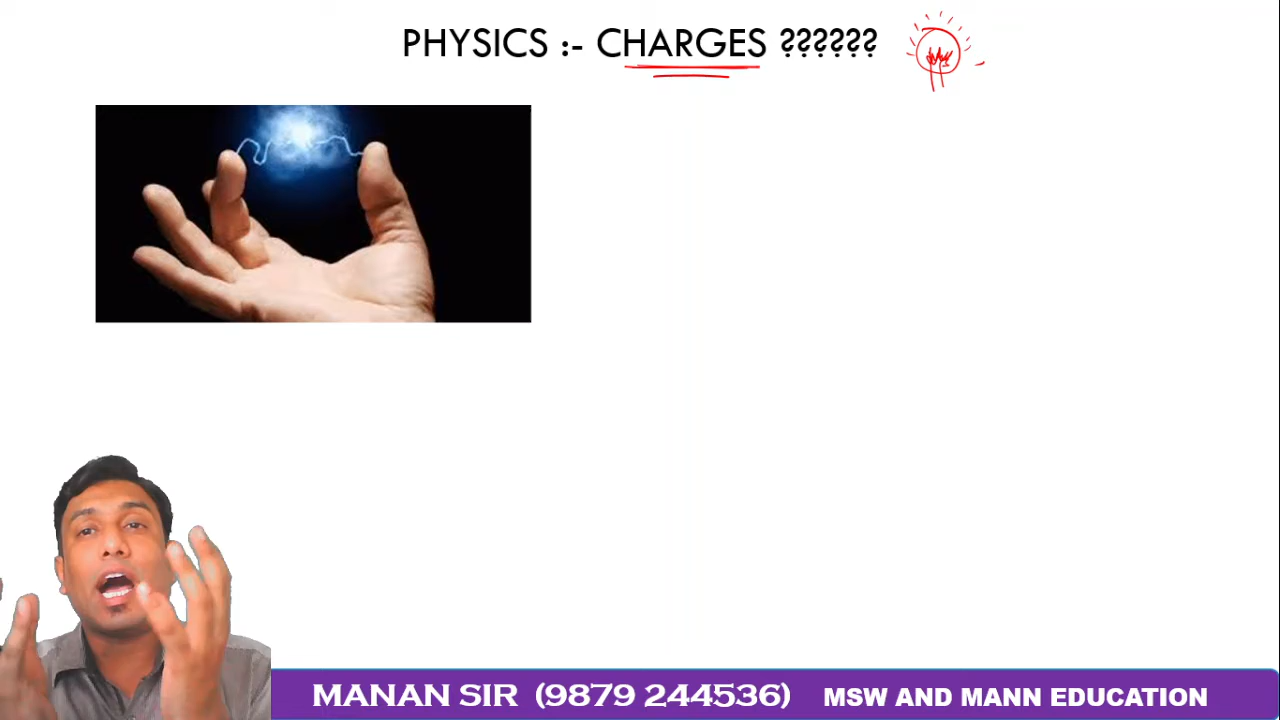 PHYSICS :- CHARGES ??????
MANAN SIR (9879 244536) MSW AND MANN EDUCATION